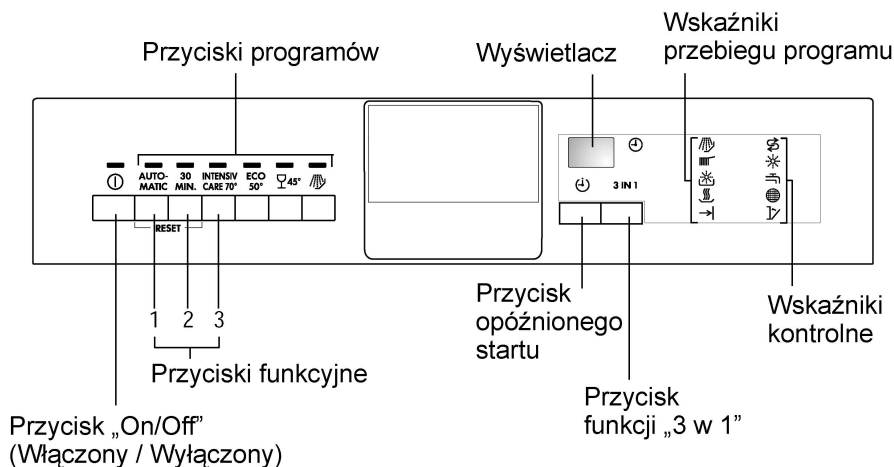 Przyciski programów
Wyświetlacz
Wskaźniki
przebiegu programu
AUTO-
MATIC
30
MIN.
INTENSIV
CARE 70°
ECO
50°
45°
RESET
3 IN 1
1 2 3
Przyciski funkcyjne
Przycisk „On/Off”
(Włączony / Wyłączony)
Przycisk
opóźnionego
startu
Przycisk
funkcji „3 w 1”
Wskaźniki
kontrolne